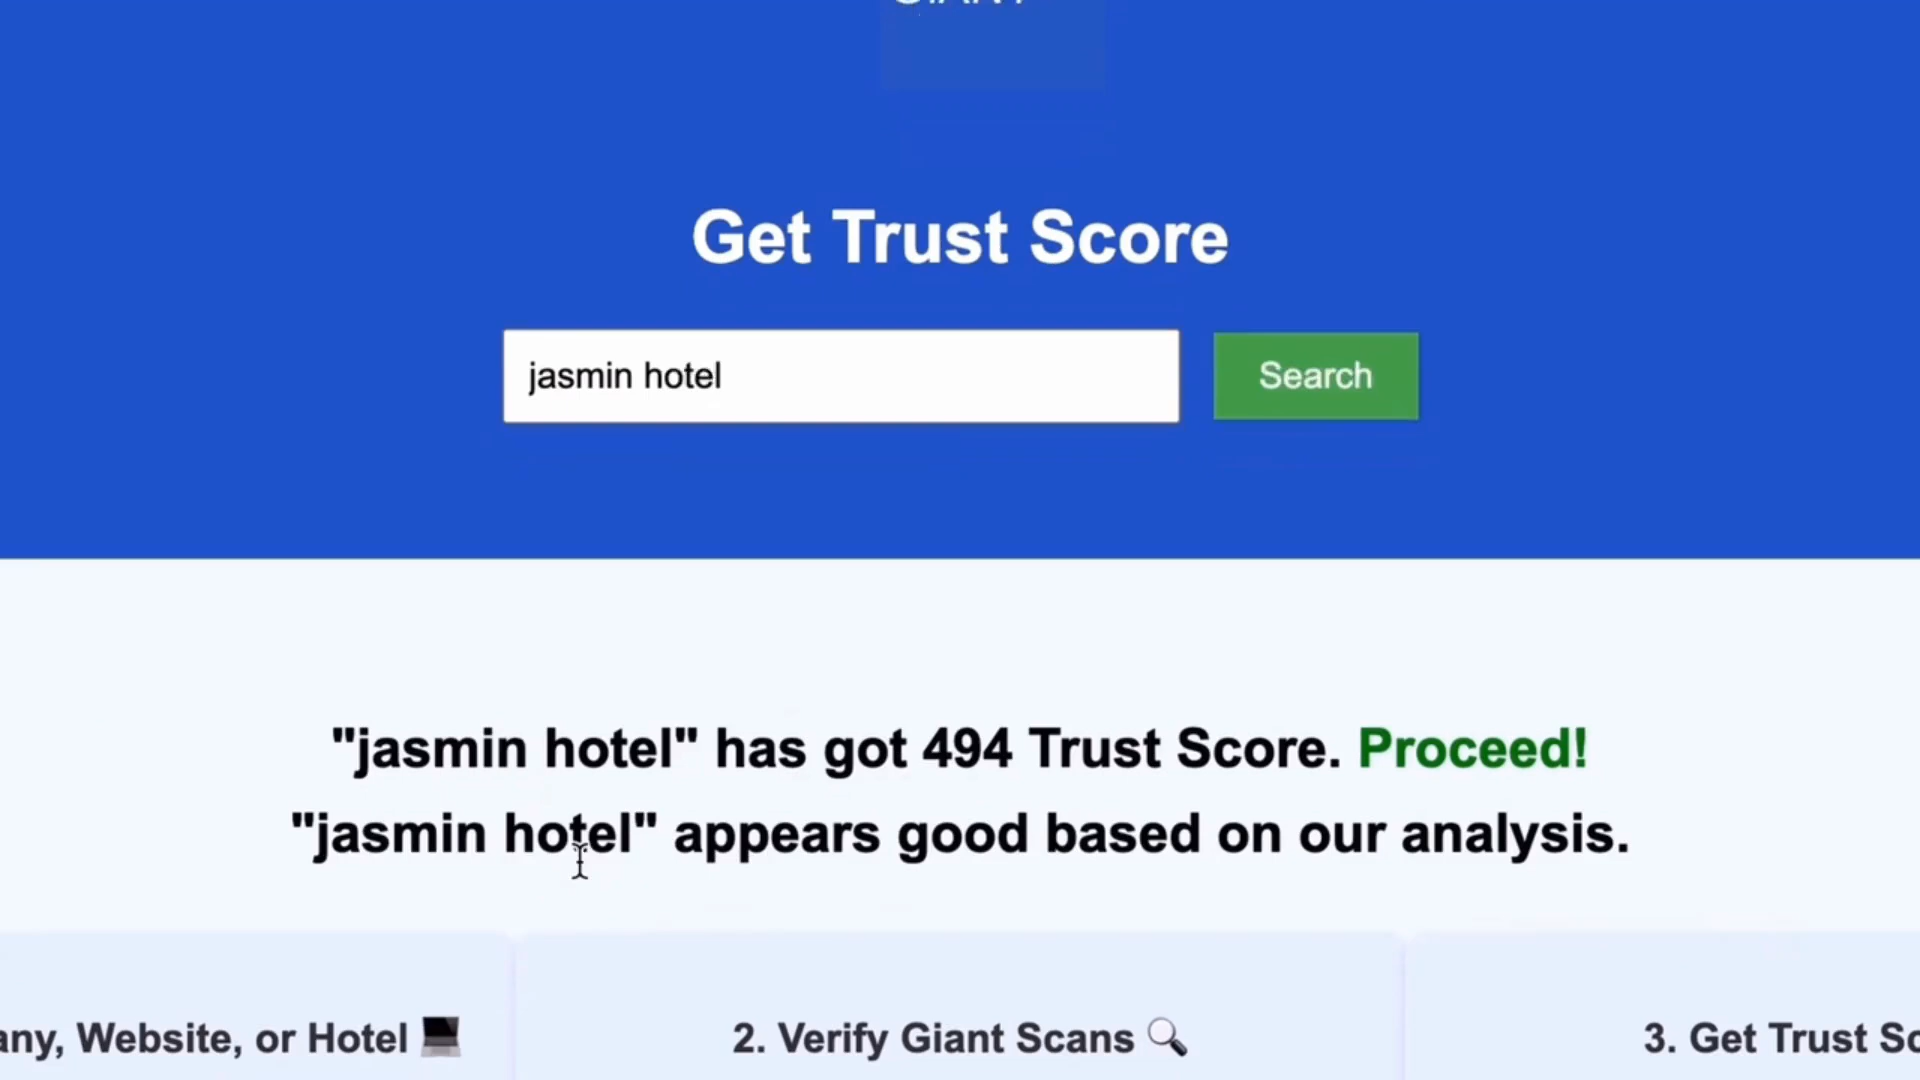 Get Trust Score
jasmin hotel
Search
"jasmin hotel" has got 494 Trust Score. Proceed!
"jasmin hotel" appears good based on our analysis.
any, Website, or Hotel
2. Verify Giant Scans
3. Get Trust Sc